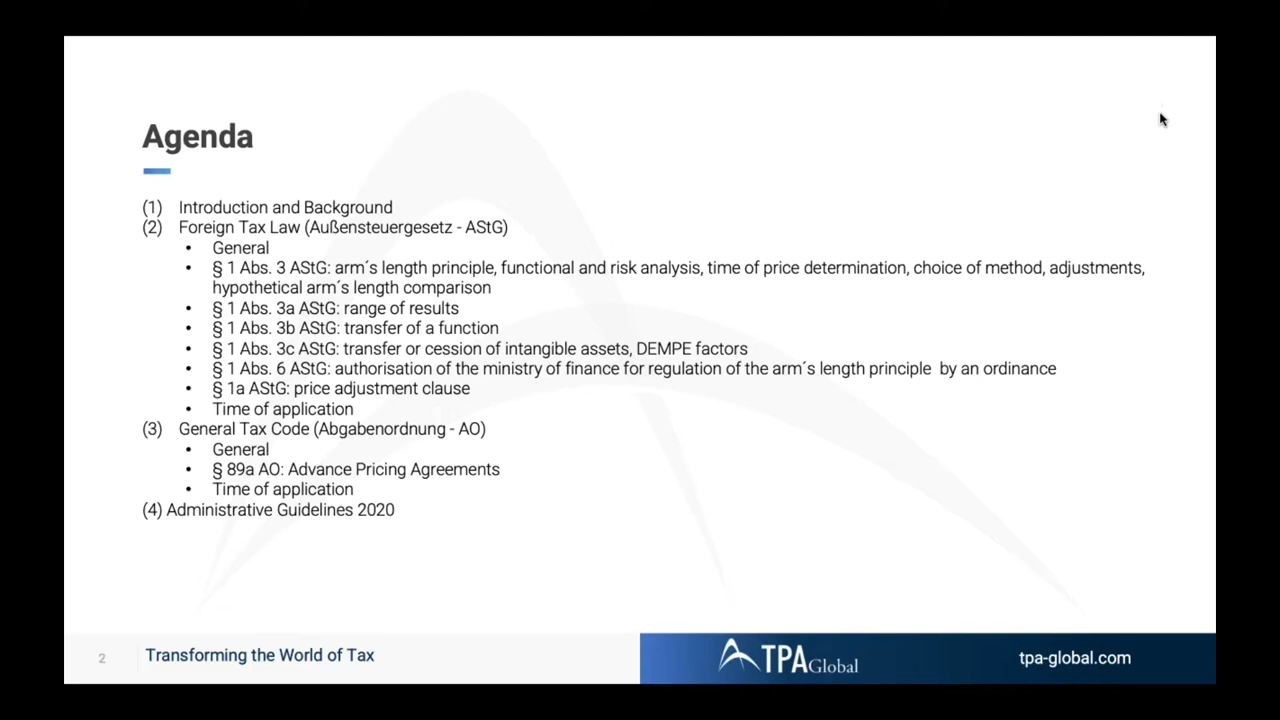 Agenda
(1) Introduction and Background
(2) Foreign Tax Law (Außensteuergesetz - AStG)
• General
• § 1 Abs. 3 AStG: arm´s length principle, functional and risk analysis, time of price determination, choice of method, adjustments,
hypothetical arm´s length comparison
• § 1 Abs. 3a AStG: range of results
• § 1 Abs. 3b AStG: transfer of a function
• § 1 Abs. 3c AStG: transfer or cession of intangible assets, DEMPE factors
• § 1 Abs. 6 AStG: authorisation of the ministry of finance for regulation of the arm´s length principle  by an ordinance
• § 1a AStG: price adjustment clause
• Time of application
(3) General Tax Code (Abgabenordnung - AO)
• General
• § 89a AO: Advance Pricing Agreements
• Time of application
(4) Administrative Guidelines 2020
2 Transforming the World of Tax TPA Global tpa-global.com